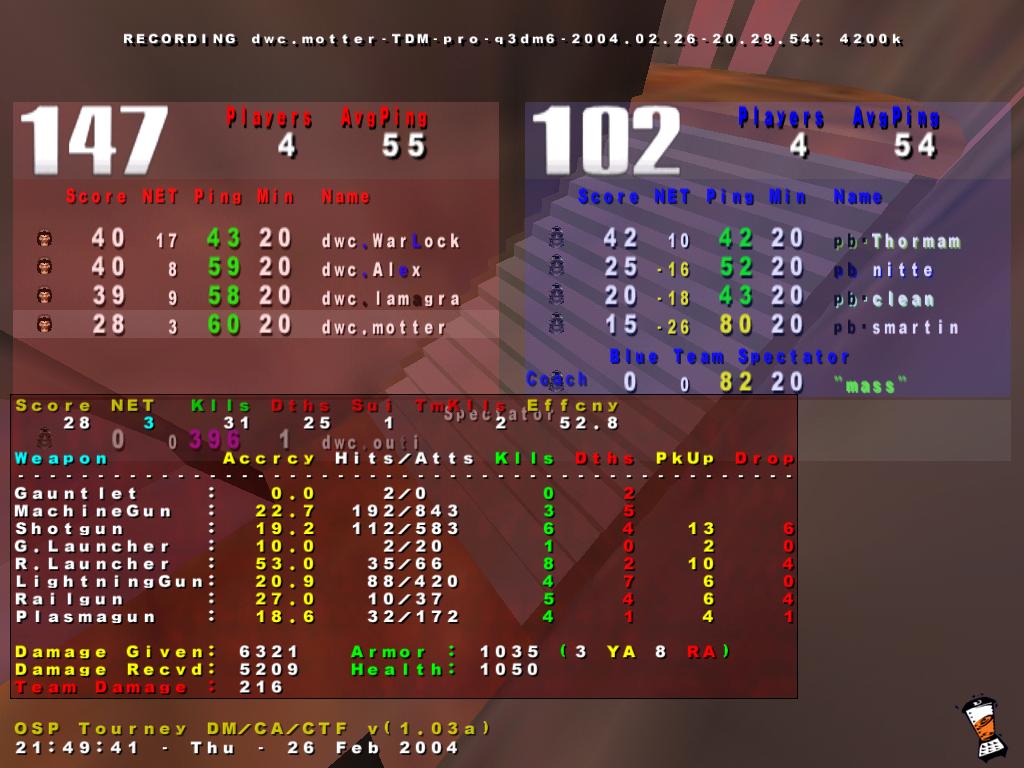 RECORDING dwc.motter-TDM-pro-q3dm6-2004.02.26-20.29.54: 4200k
147 Players AvgPing
4 55
Score NET Ping Min Name
40 17 43 20 dwc.WarLock
40 8 59 20 dwc.Alex
39 9 58 20 dwc.lamagra
28 3 60 20 dwc.motter
102 Players AvgPing
4 54
Score NET Ping Min Name
42 10 42 20 pb·Thormam
25 -16 52 20 pb nitte
20 -18 43 20 pb·clean
15 -26 80 20 pb·smartin
Blue Team Spectator
Coach 0 0 82 20 "mass"
Spectator
0 0 396 1 dwc.outi
Score NET Klls Dths Sui TmKlls Effcny
28 3 31 25 1 2 52.8
Weapon Accrcy Hits/Atts Klls Dths PkUp Drop
Gauntlet : 0.0 2/0 0 2
MachineGun : 22.7 192/843 3 5
Shotgun : 19.2 112/583 6 4 13 6
G.Launcher : 10.0 2/20 1 0 2 0
R.Launcher : 53.0 35/66 8 2 10 4
LightningGun: 20.9 88/420 4 7 6 0
Railgun : 27.0 10/37 5 4 6 4
Plasmagun : 18.6 32/172 4 1 4 1
Damage Given: 6321 Armor : 1035 (3 YA 8 RA)
Damage Recvd: 5209 Health: 1050
Team Damage : 216
OSP Tourney DM/CA/CTF v(1.03a)
21:49:41 - Thu - 26 Feb 2004